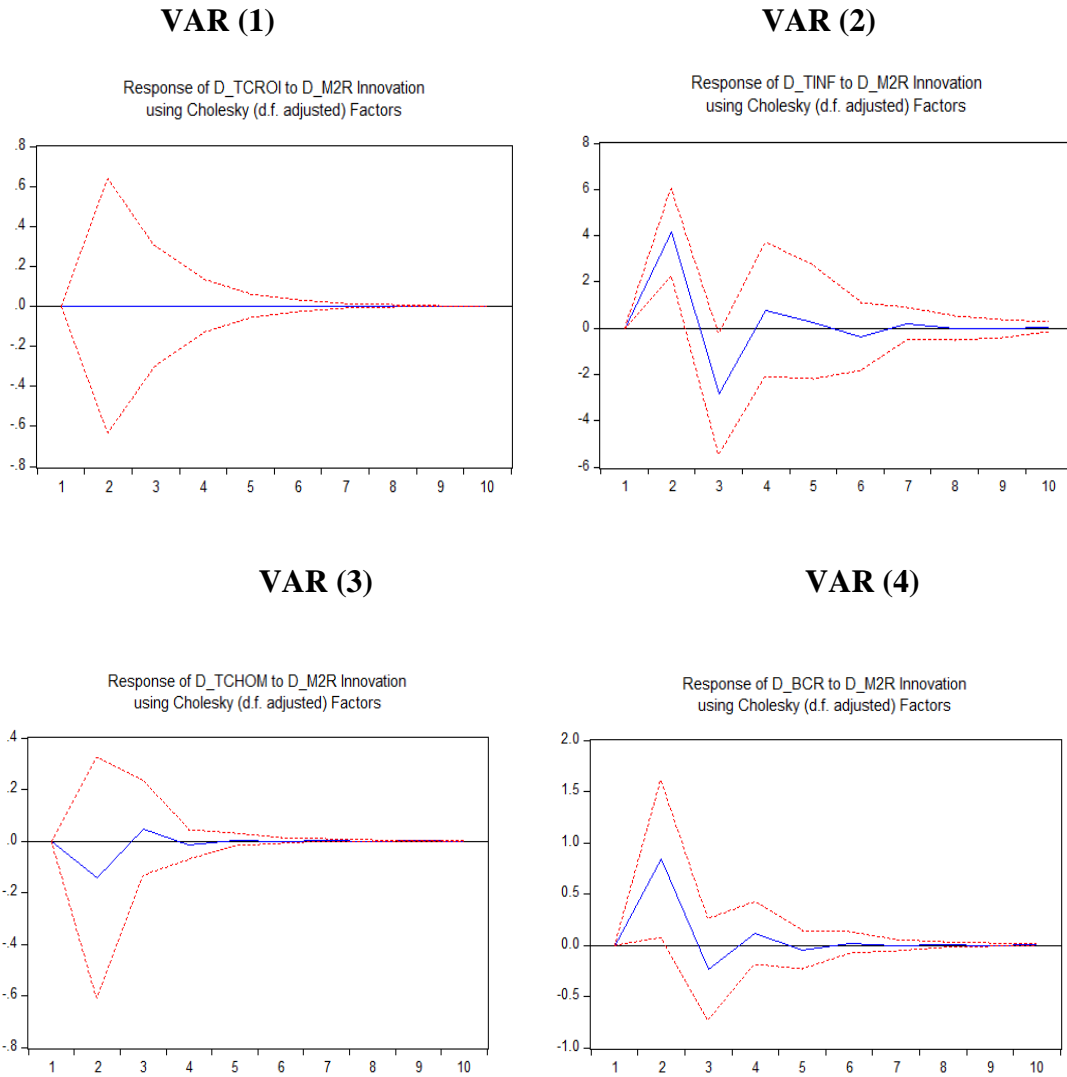 VAR (1)
VAR (2)
Response of D_TCROI to D_M2R Innovation
using Cholesky (d.f. adjusted) Factors
.8
.6
.4
.2
.0
-.2
-.4
-.6
-.8
1 2 3 4 5 6 7 8 9 10
Response of D_TINF to D_M2R Innovation
using Cholesky (d.f. adjusted) Factors
8
6
4
2
0
-2
-4
-6
1 2 3 4 5 6 7 8 9 10
VAR (3)
VAR (4)
Response of D_TCHOM to D_M2R Innovation
using Cholesky (d.f. adjusted) Factors
.4
.2
.0
-.2
-.4
-.6
-.8
1 2 3 4 5 6 7 8 9 10
Response of D_BCR to D_M2R Innovation
using Cholesky (d.f. adjusted) Factors
2.0
1.5
1.0
0.5
0.0
-0.5
-1.0
1 2 3 4 5 6 7 8 9 10